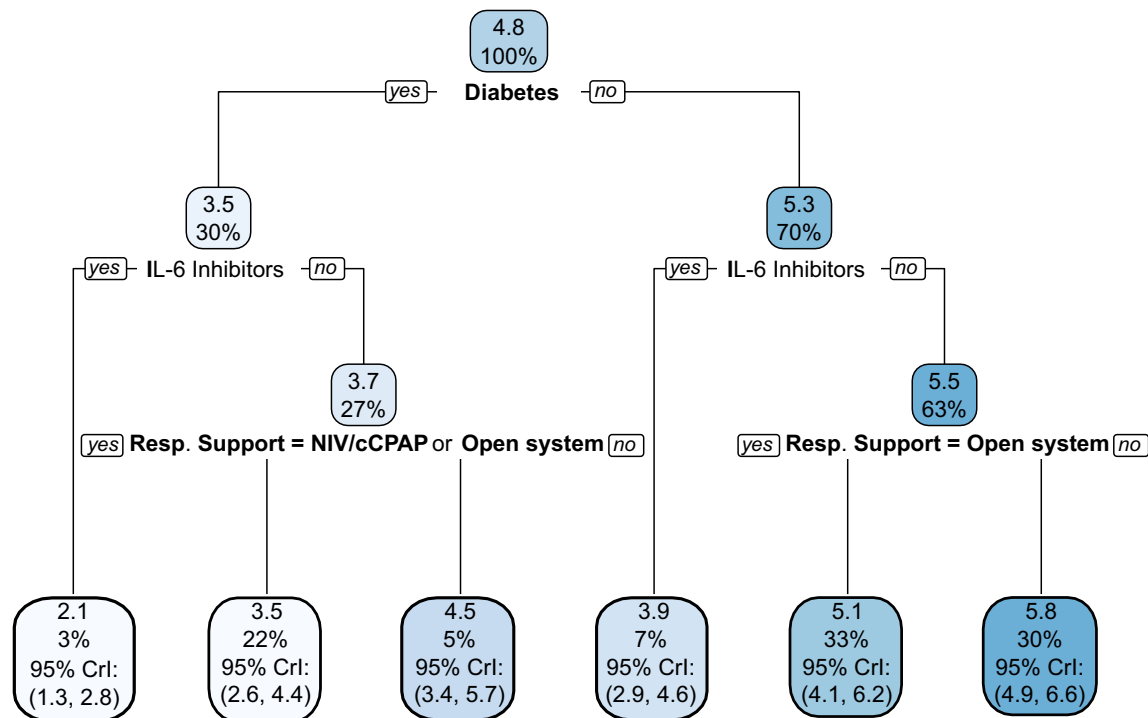 4.8
100%
yes Diabetes no
3.5
30%
5.3
70%
yes IL-6 Inhibitors no
yes IL-6 Inhibitors no
3.7
27%
5.5
63%
yes Resp. Support = NIV/cCPAP or Open system no
yes Resp. Support = Open system no
2.1
3%
95% CrI:
(1.3, 2.8)
3.5
22%
95% CrI:
(2.6, 4.4)
4.5
5%
95% CrI:
(3.4, 5.7)
3.9
7%
95% CrI:
(2.9, 4.6)
5.1
33%
95% CrI:
(4.1, 6.2)
5.8
30%
95% CrI:
(4.9, 6.6)